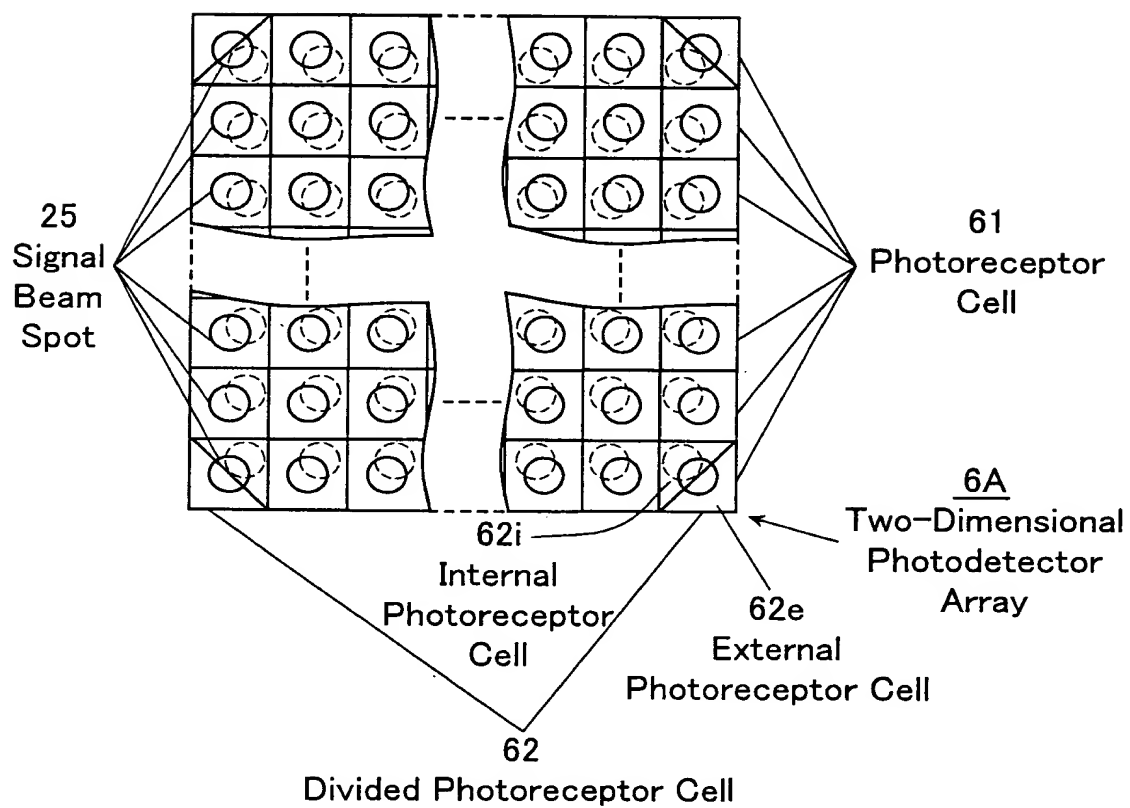 25
Signal
Beam
Spot
61
Photoreceptor
Cell
6A
Two-Dimensional
Photodetector
Array
62i
Internal
Photoreceptor
Cell
62e
External
Photoreceptor Cell
62
Divided Photoreceptor Cell